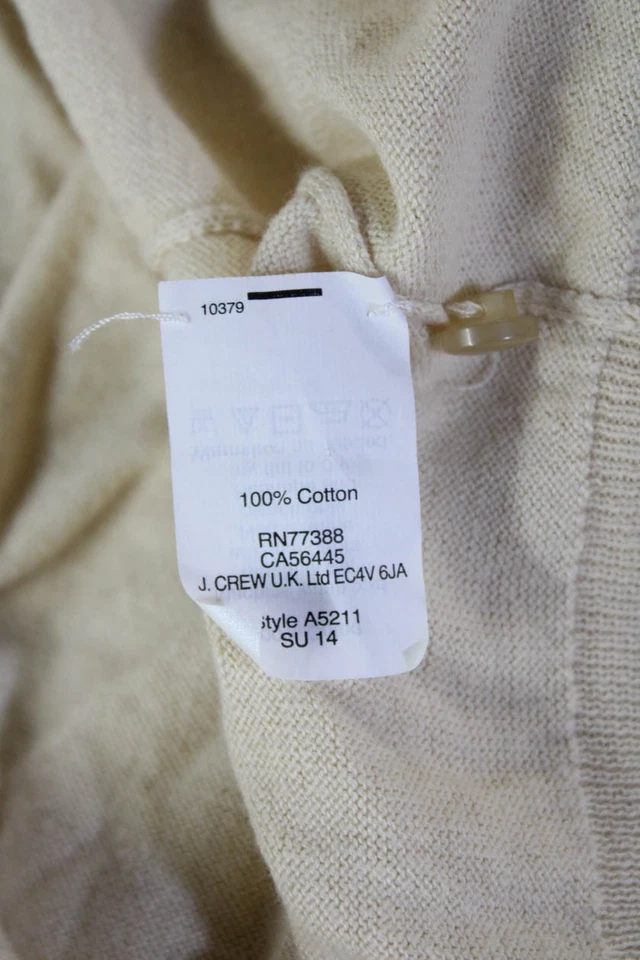 10379
100% Cotton
RN77388
CA56445
J. CREW U.K. Ltd EC4V 6JA
Style A5211
SU 14